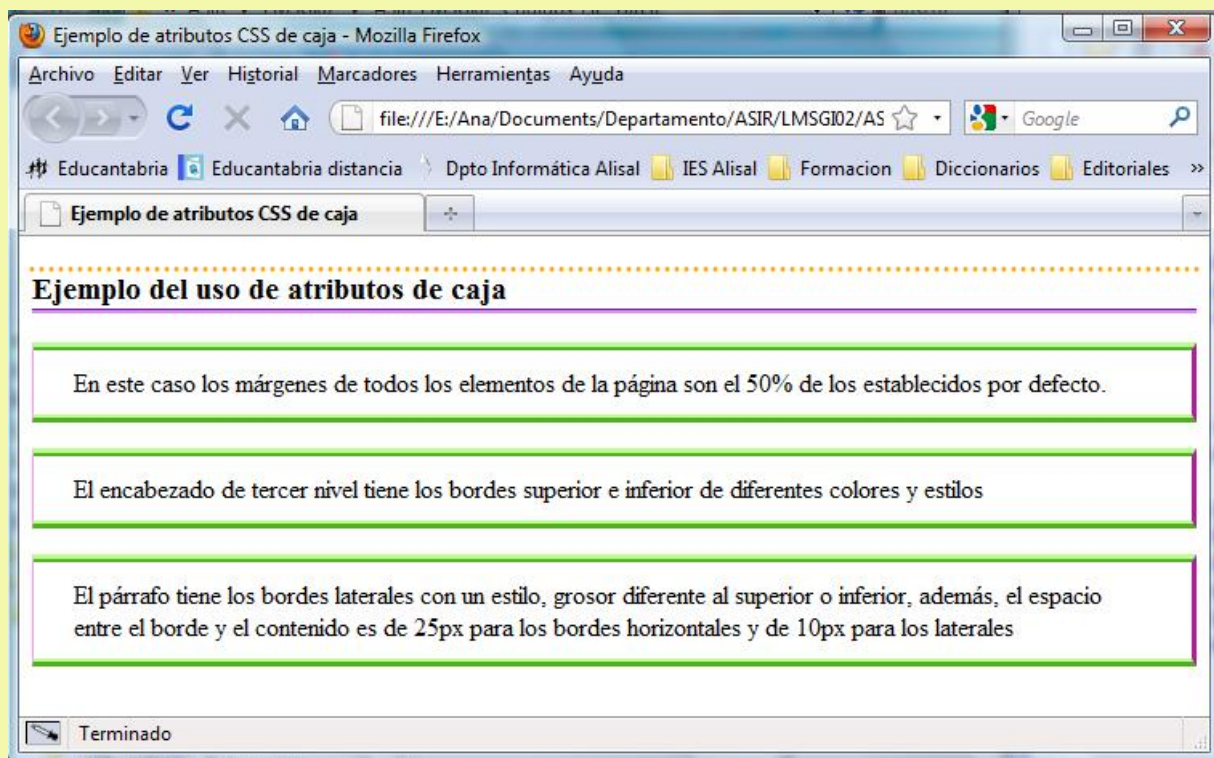 Ejemplo de atributos CSS de caja - Mozilla Firefox
Archivo Editar Ver Historial Marcadores Herramientas Ayuda
file:///E:/Ana/Documents/Departamento/ASIR/LMSGI02/AS Google
Educantabria Educantabria distancia Dpto Informática Alisal IES Alisal Formacion Diccionarios Editoriales »
Ejemplo de atributos CSS de caja
Ejemplo del uso de atributos de caja
En este caso los márgenes de todos los elementos de la página son el 50% de los establecidos por defecto.
El encabezado de tercer nivel tiene los bordes superior e inferior de diferentes colores y estilos
El párrafo tiene los bordes laterales con un estilo, grosor diferente al superior o inferior, además, el espacio
entre el borde y el contenido es de 25px para los bordes horizontales y de 10px para los laterales
Terminado